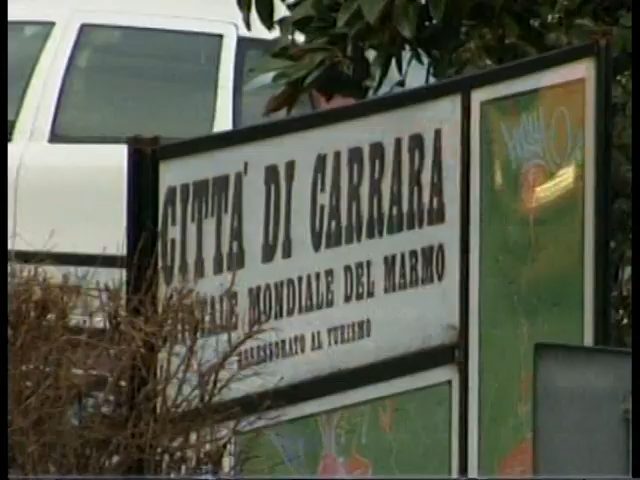 CITTA' DI CARRARA
MONDIALE DEL MARMO
ASSESSORATO AL TURISMO